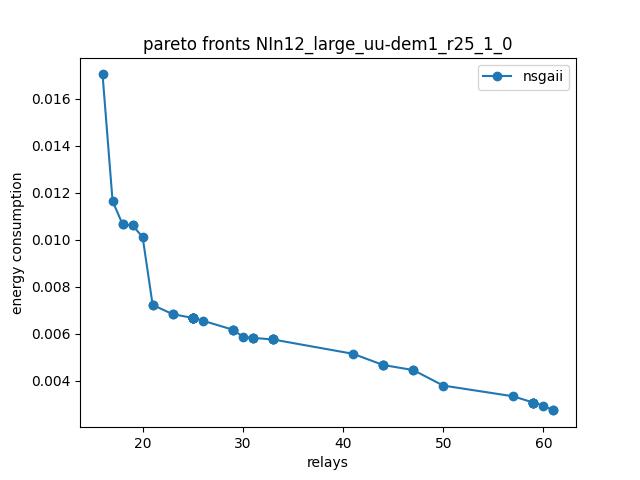 pareto fronts NIn12_large_uu-dem1_r25_1_0
nsgaii
0.016
0.014
0.012
0.010
0.008
0.006
0.004
energy consumption
20 30 40 50 60
relays